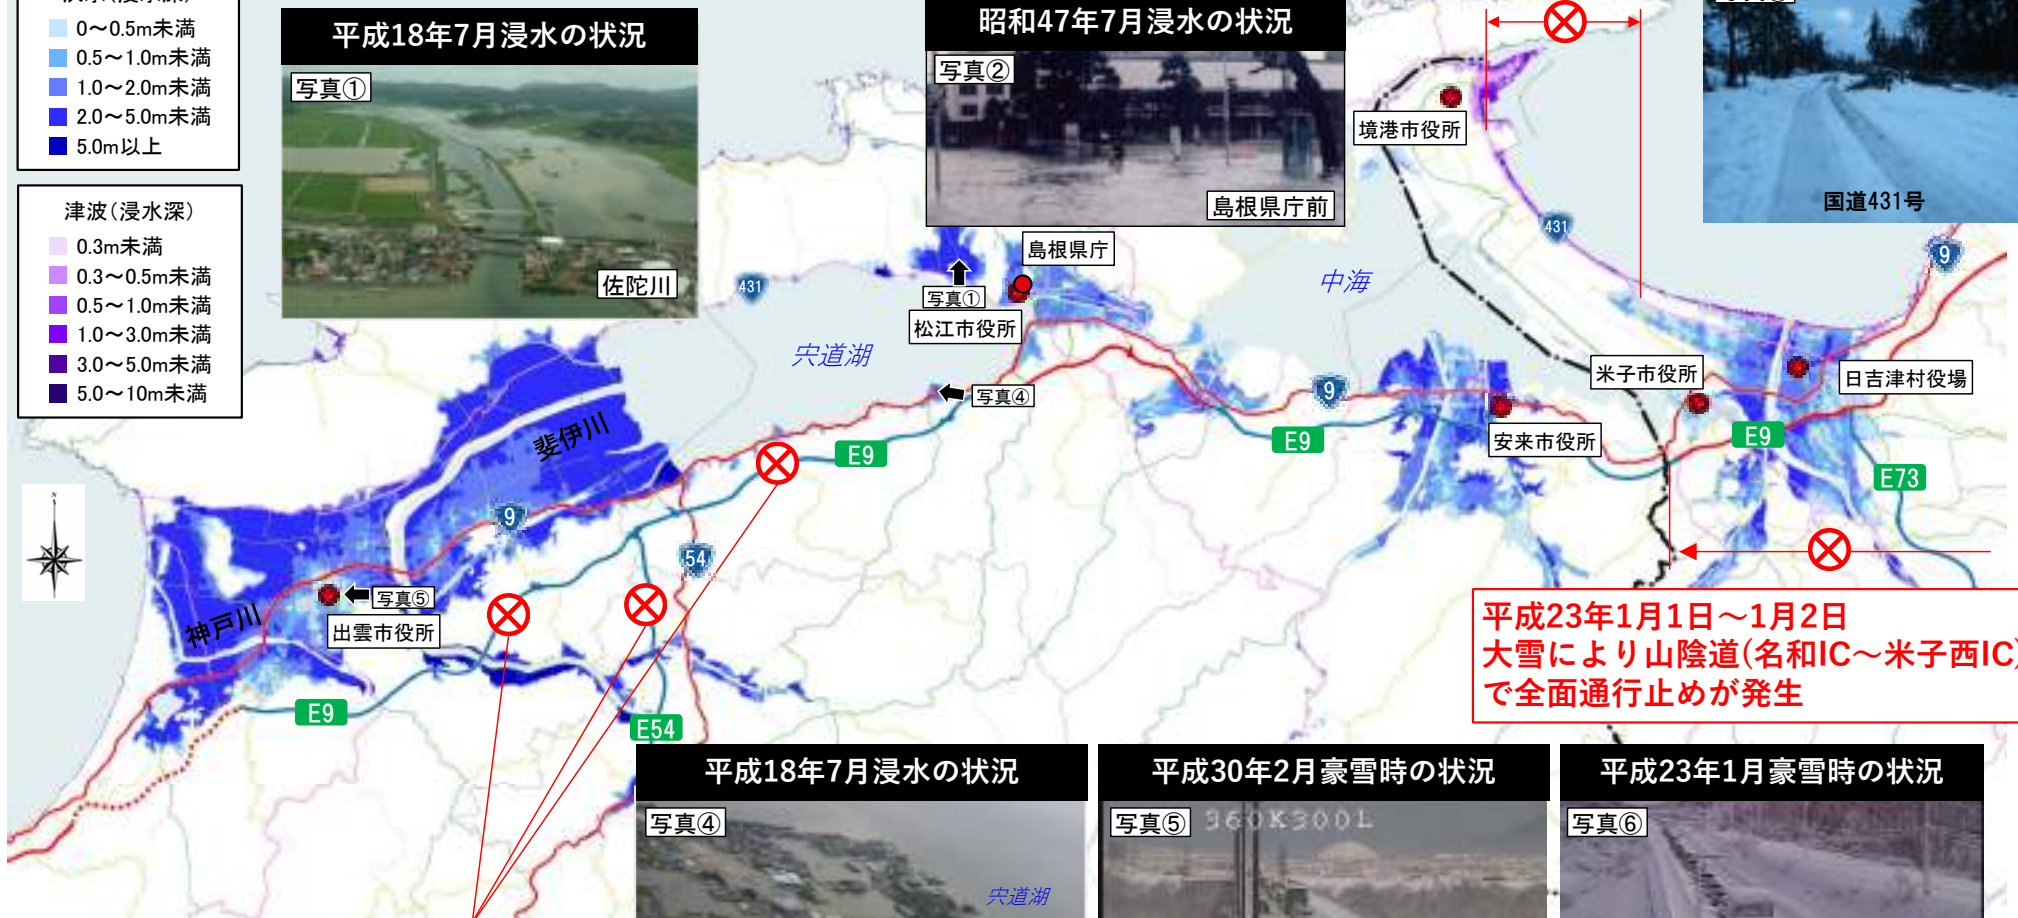 0～0.5m未満
0.5～1.0m未満
1.0～2.0m未満
2.0～5.0m未満
5.0m以上
津波(浸水深)
0.3m未満
0.3～0.5m未満
0.5～1.0m未満
1.0～3.0m未満
3.0～5.0m未満
5.0～10m未満
平成18年7月浸水の状況
写真①
佐陀川
昭和47年7月浸水の状況
写真②
島根県庁前
国道431号
境港市役所
島根県庁
写真①
松江市役所
431
431
9
中海
宍道湖
写真④
9
米子市役所
日吉津村役場
安来市役所
E9
E9
E9
E73
斐伊川
9
54
神戸川
写真⑤
出雲市役所
E9
E54
N
平成23年1月1日～1月2日
大雪により山陰道(名和IC～米子西IC)
で全面通行止めが発生
平成18年7月浸水の状況
写真④
宍道湖
平成30年2月豪雪時の状況
写真⑤
360K300L
平成23年1月豪雪時の状況
写真⑥